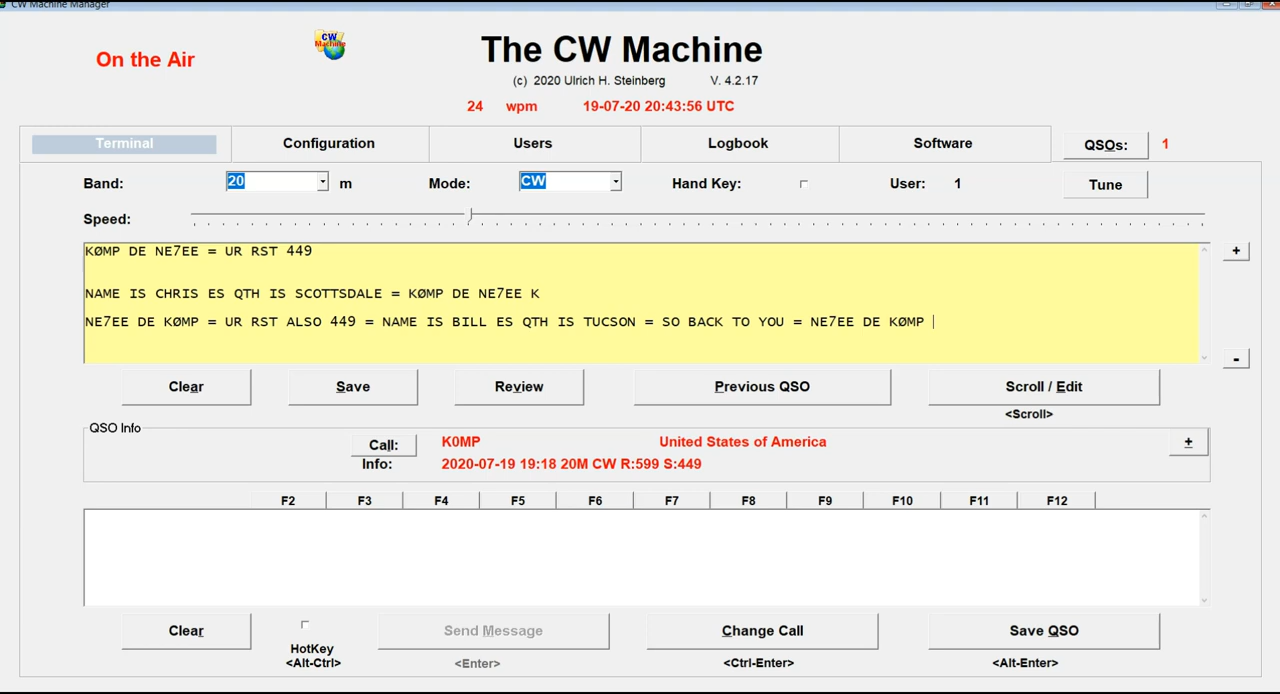 CW Machine Manager
On the Air
CW
Machine
The CW Machine
(c) 2020 Ulrich H. Steinberg V. 4.2.17
24 wpm 19-07-20 20:43:56 UTC
Terminal Configuration Users Logbook Software QSOs: 1
Band: 20 m Mode: CW Hand Key: User: 1 Tune
Speed:
KØMP DE NE7EE = UR RST 449
+
NAME IS CHRIS ES QTH IS SCOTTSDALE = KØMP DE NE7EE K
NE7EE DE KØMP = UR RST ALSO 449 = NAME IS BILL ES QTH IS TUCSON = SO BACK TO YOU = NE7EE DE KØMP
-
Clear Save Review Previous QSO Scroll / Edit
<Scroll>
QSO Info
Call: K0MP United States of America +
Info: 2020-07-19 19:18 20M CW R:599 S:449
F2 F3 F4 F5 F6 F7 F8 F9 F10 F11 F12
Clear Send Message Change Call Save QSO
HotKey
<Alt-Ctrl> <Enter> <Ctrl-Enter> <Alt-Enter>